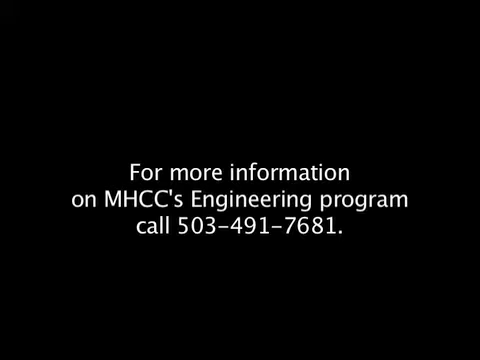 For more information
on MHCC's Engineering program
call 503-491-7681.